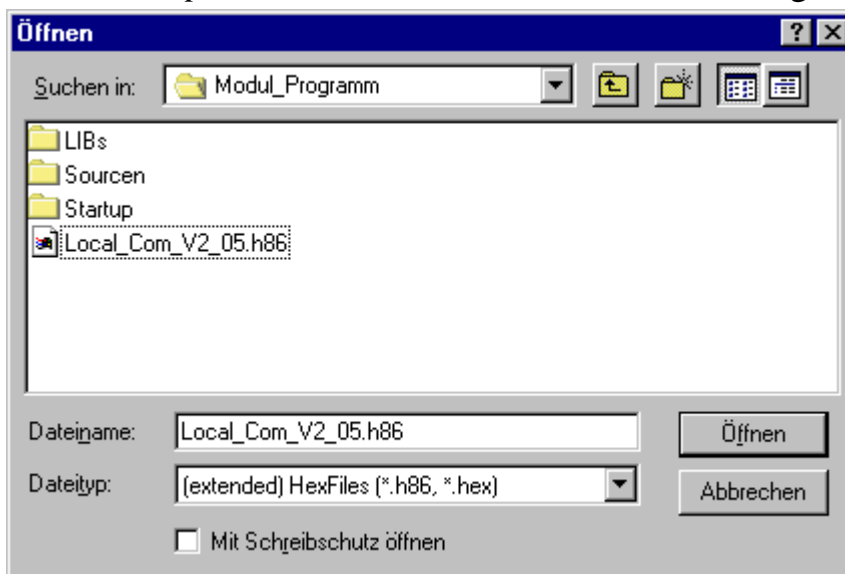 Öffnen
Suchen in: Modul_Programm
LIBs
Sourcen
Startup
Local_Com_V2_05.h86
Dateiname: Local_Com_V2_05.h86 Öffnen
Dateityp: (extended) HexFiles (*.h86, *.hex) Abbrechen
Mit Schreibschutz öffnen